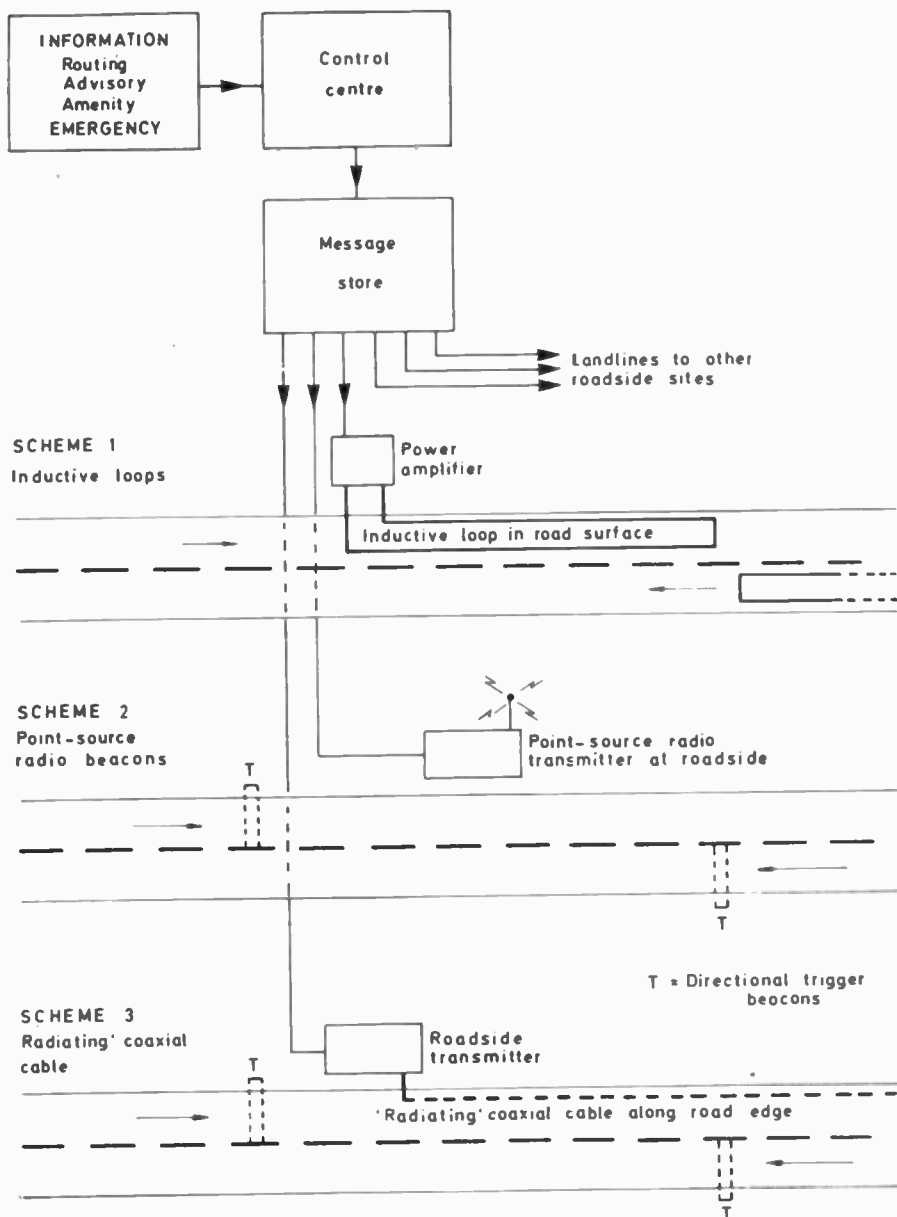 INFORMATION
Routing
Advisory
Amenity
EMERGENCY
Control
centre
Message
store
Landlines to other
roadside sites
SCHEME 1
Inductive loops
Power
amplifier
Inductive loop in road surface
SCHEME 2
Point-source
radio beacons
T
Point-source radio
transmitter at roadside
T
T = Directional trigger
beacons
SCHEME 3
Radiating' coaxial
cable
T
Roadside
transmitter
'Radiating' coaxial cable along road edge
T